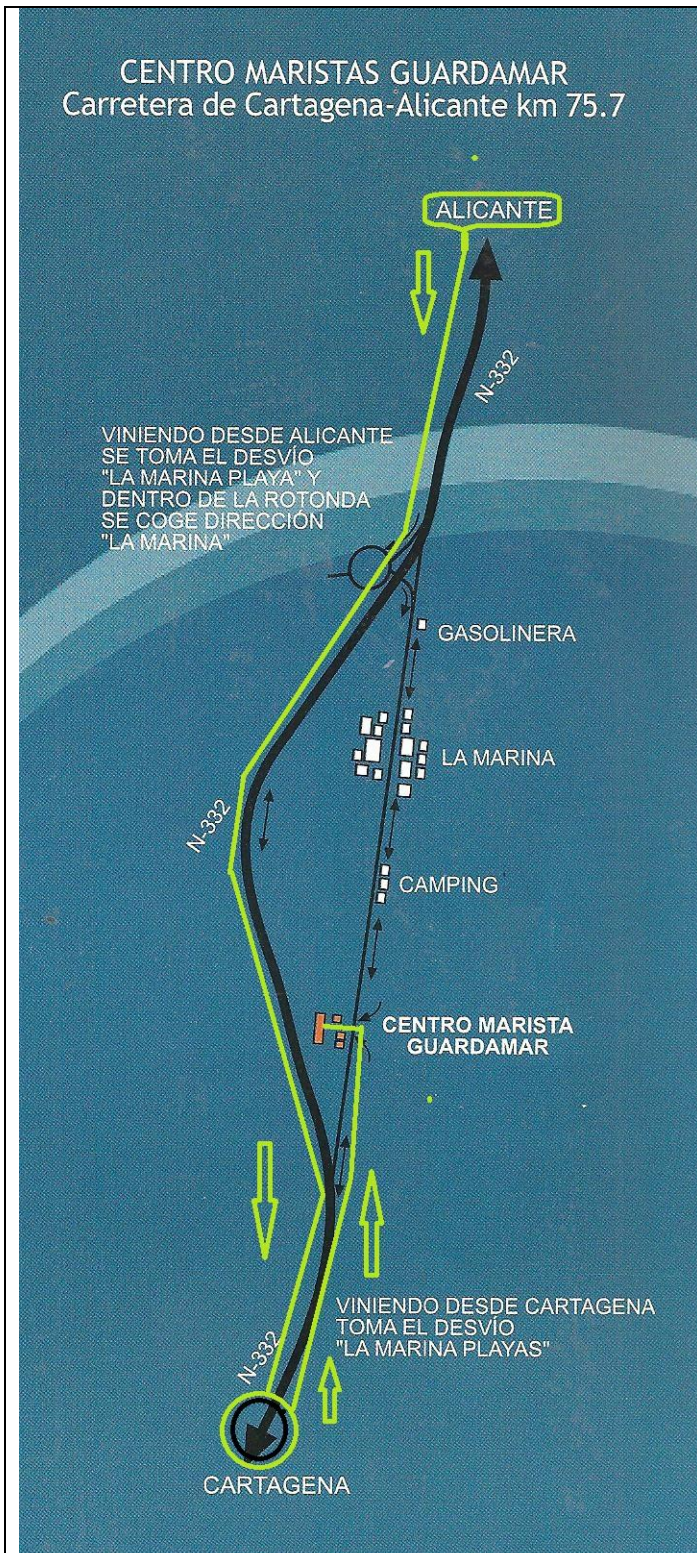 CENTRO MARISTAS GUARDAMAR
Carretera de Cartagena-Alicante km 75.7
ALICANTE
N-332
VINIENDO DESDE ALICANTE
SE TOMA EL DESVÍO
"LA MARINA PLAYA" Y
DENTRO DE LA ROTONDA
SE COGE DIRECCIÓN
"LA MARINA"
GASOLINERA
LA MARINA
N-332
CAMPING
CENTRO MARISTA
GUARDAMAR
VINIENDO DESDE CARTAGENA
TOMA EL DESVÍO
"LA MARINA PLAYAS"
N-332
CARTAGENA